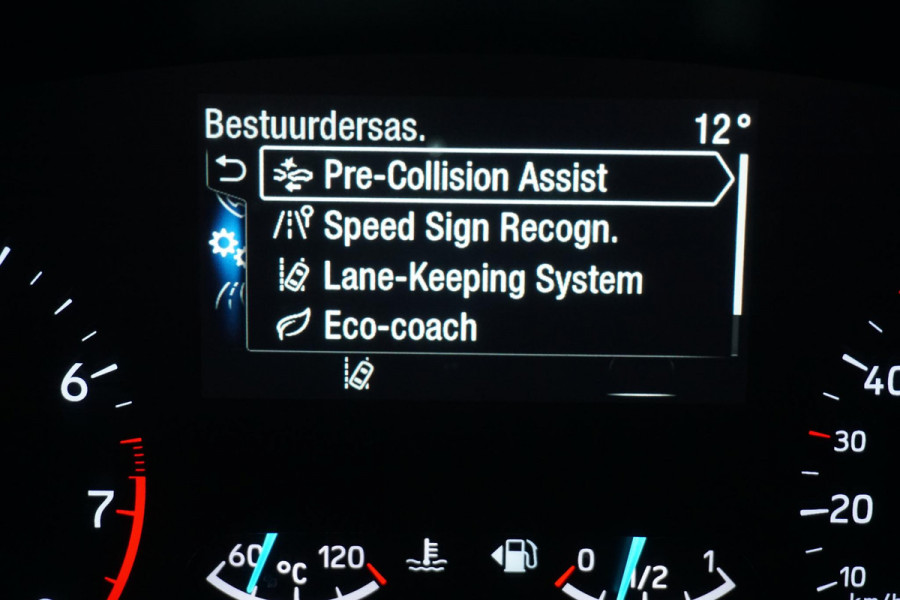 Bestuurdersas. 12°
Pre-Collision Assist
Speed Sign Recogn.
Lane-Keeping System
Eco-coach
6
7
40
30
20
10
km/h
60 °C 120
0 1/2 1